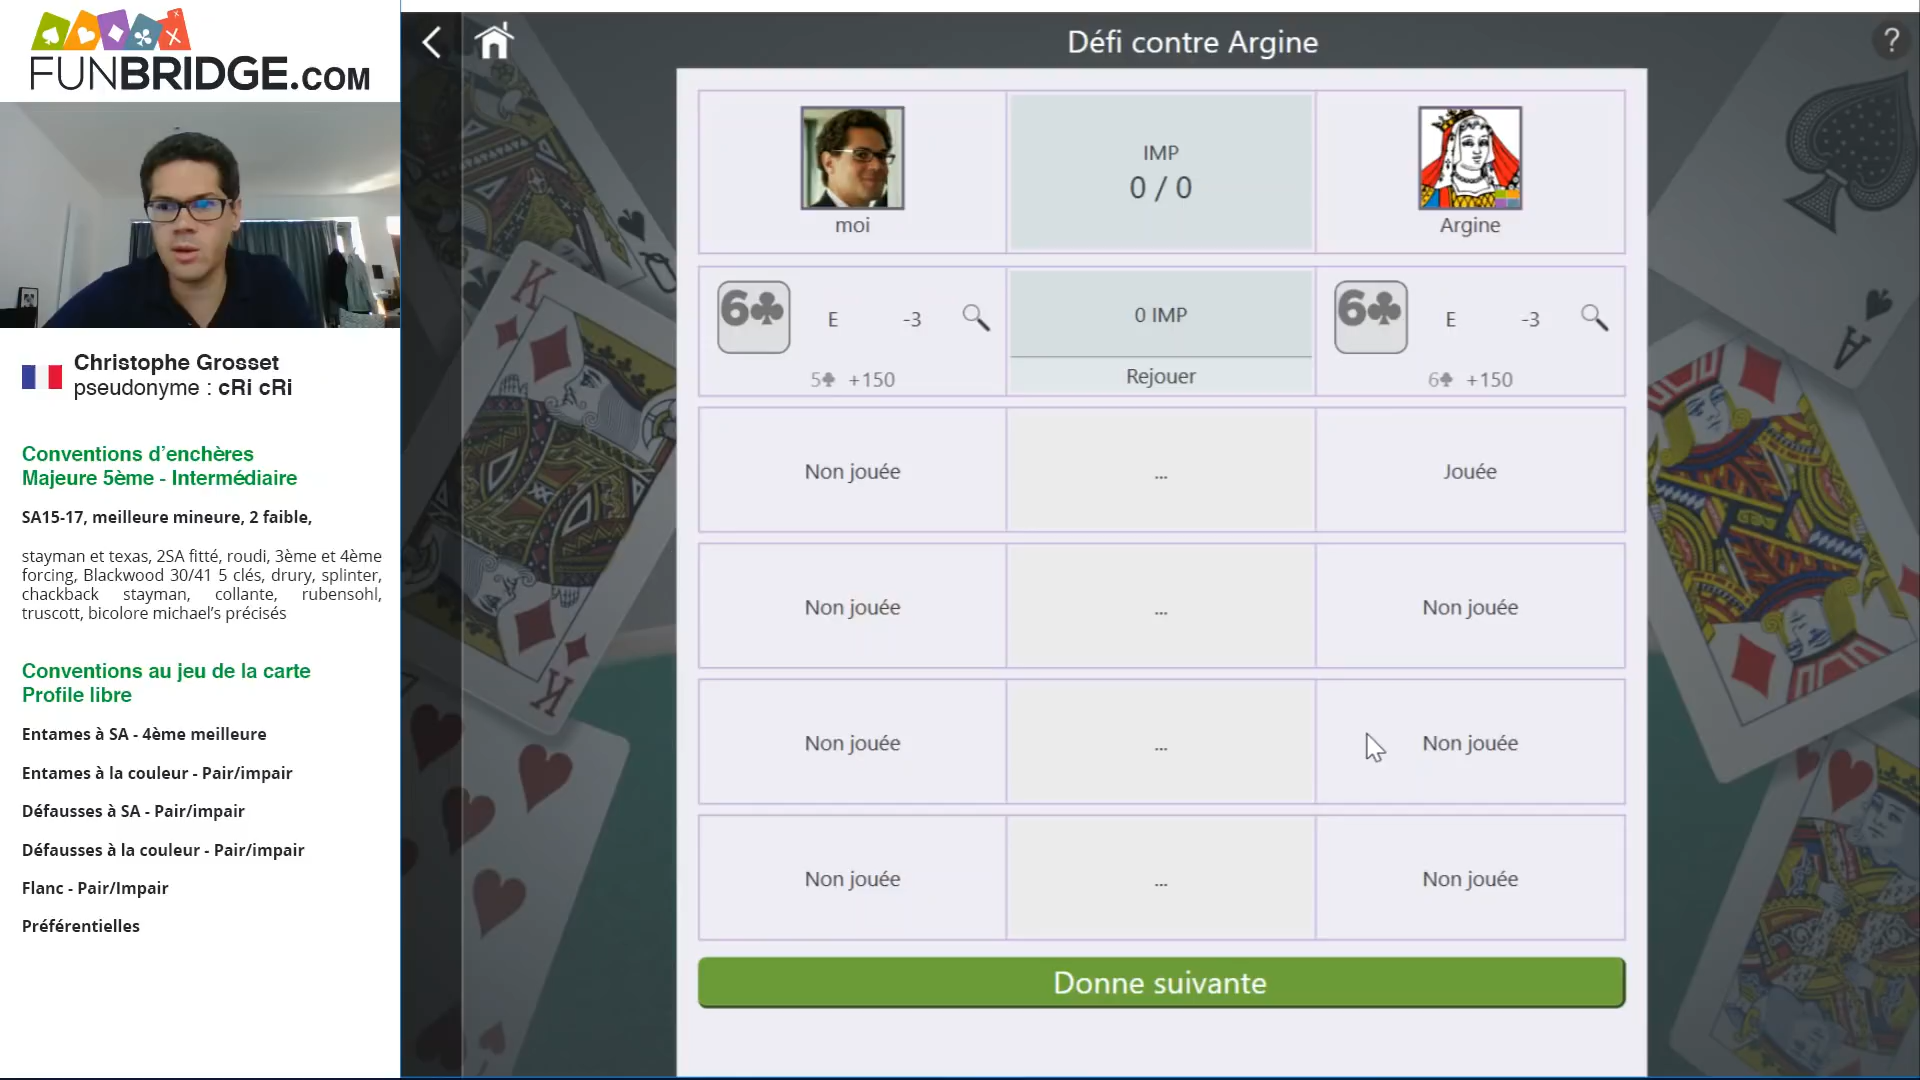 FUNBRIDGE.COM
Christophe Grosset
pseudonyme : cRi cRi
Conventions d'enchères
Majeure 5ème - Intermédiaire
SA15-17, meilleure mineure, 2 faible,
stayman et texas, 2SA fitté, roudi, 3ème et 4ème
forcing, Blackwood 30/41 5 clés, drury, splinter,
chackback stayman, collante, rubensohl,
truscott, bicolore michael's précisés
Conventions au jeu de la carte
Profile libre
Entames à SA - 4ème meilleure
Entames à la couleur - Pair/impair
Défausses à SA - Pair/impair
Défausses à la couleur - Pair/impair
Flanc - Pair/Impair
Préférentielles
Défi contre Argine
?
moi
IMP
0 / 0
Argine
6♣ E -3
5♣ +150
0 IMP
Rejouer
6♣ E -3
6♣ +150
Non jouée ... Jouée
Non jouée ... Non jouée
Non jouée ... Non jouée
Non jouée ... Non jouée
Donne suivante
K
K
A